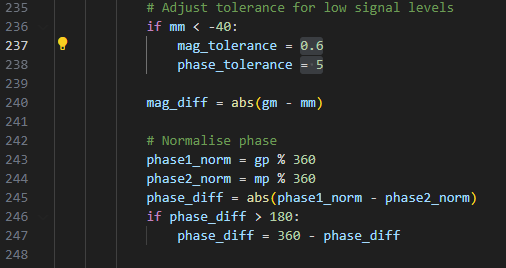 235 # Adjust tolerance for low signal levels
236 if mm < -40:
237 mag_tolerance = 0.6
238 phase_tolerance = 5
239
240 mag_diff = abs(gm - mm)
241
242 # Normalise phase
243 phase1_norm = gp % 360
244 phase2_norm = mp % 360
245 phase_diff = abs(phase1_norm - phase2_norm)
246 if phase_diff > 180:
247 phase_diff = 360 - phase_diff
248